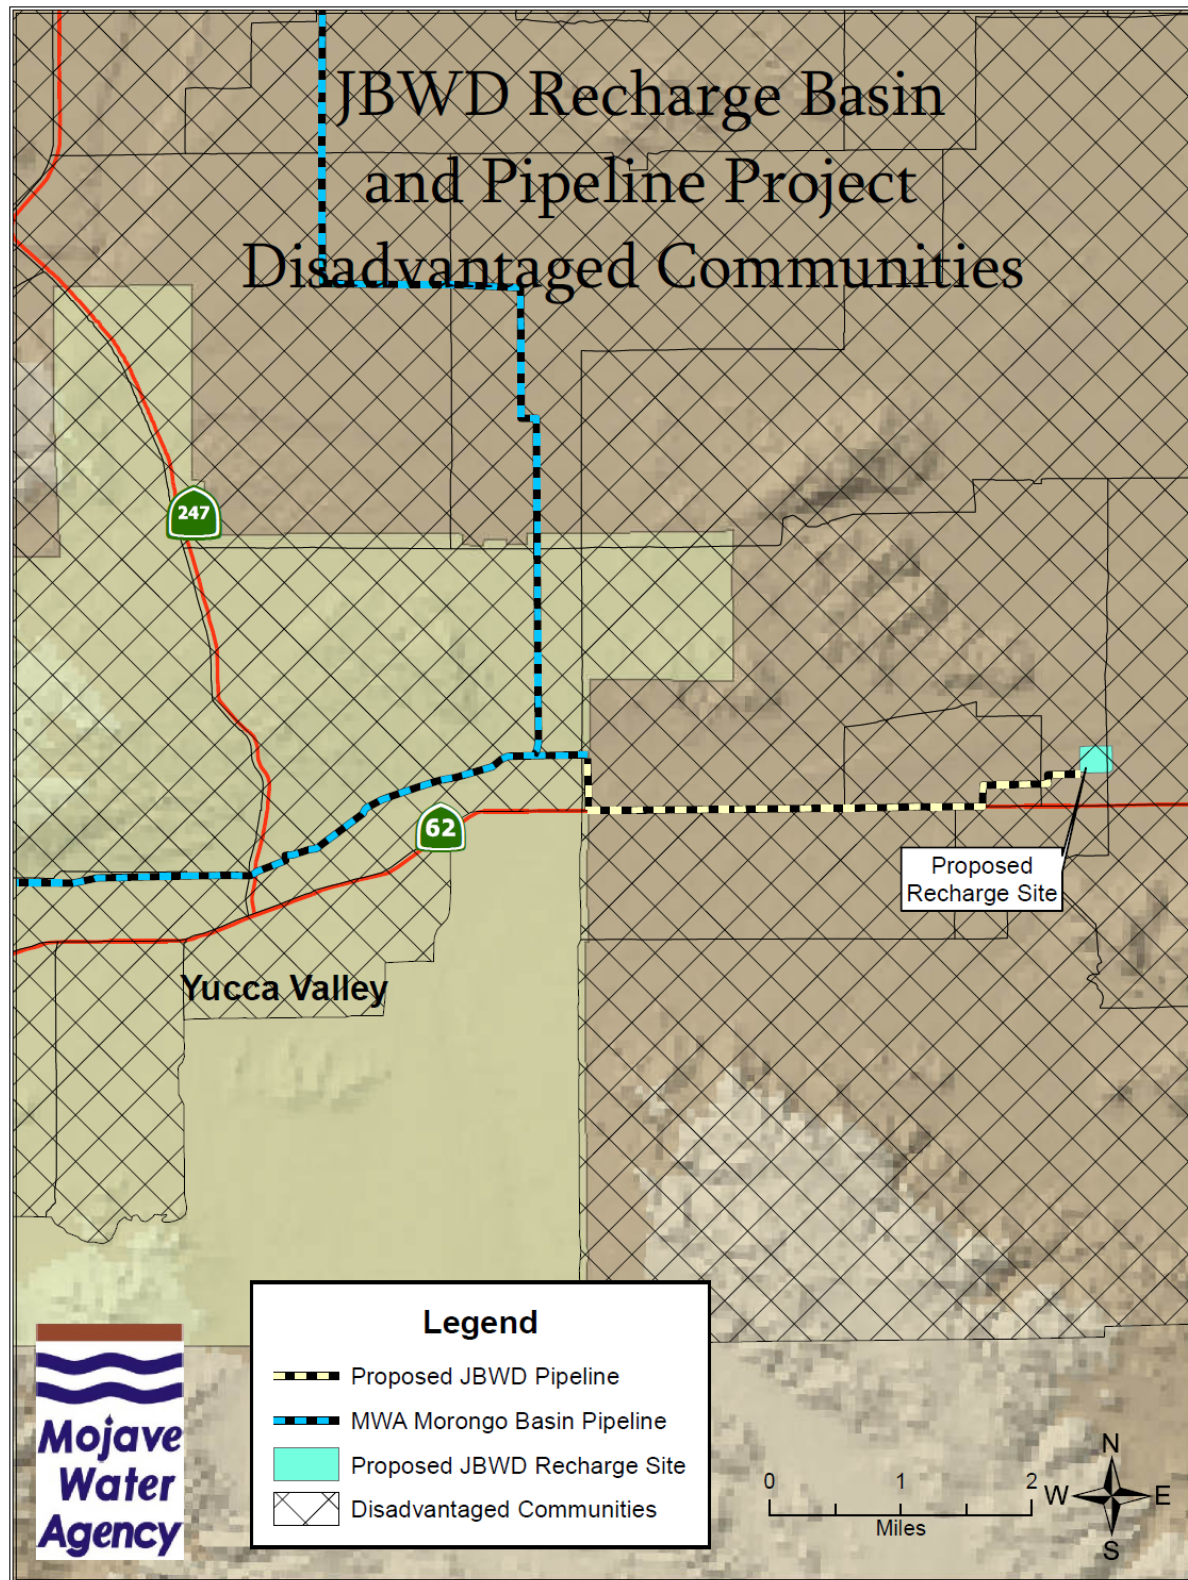 JBWD Recharge Basin
and Pipeline Project
Disadvantaged Communities
247
62
Proposed
Recharge Site
Yucca Valley
Legend
Proposed JBWD Pipeline
MWA Morongo Basin Pipeline
Proposed JBWD Recharge Site
Disadvantaged Communities
Mojave
Water
Agency
0 1 2
Miles
N
W E
S